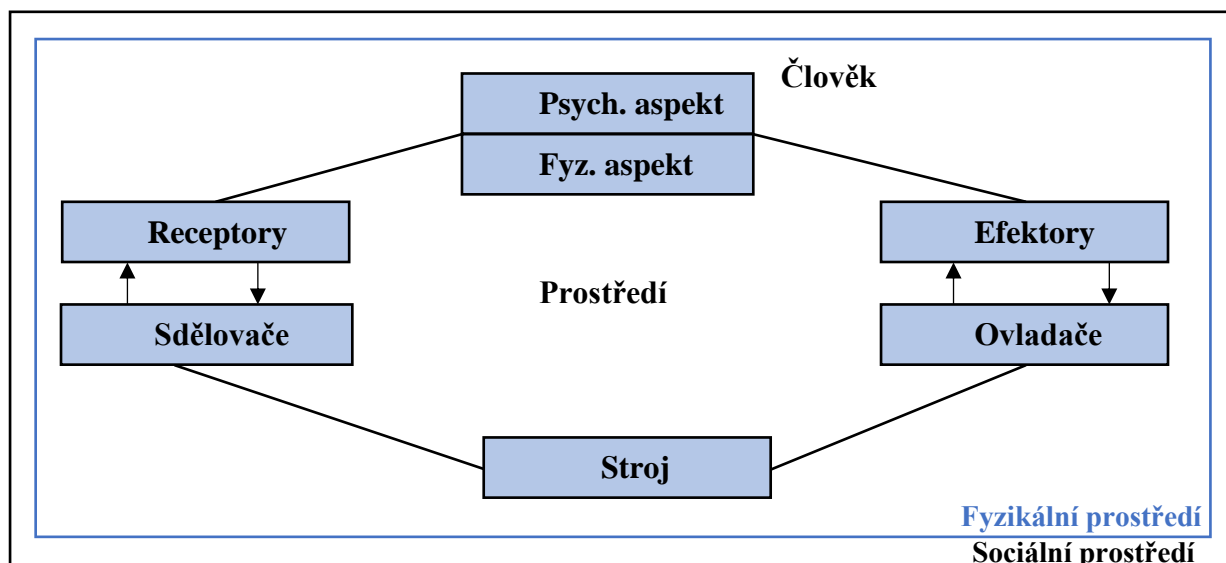 Člověk
Psych. aspekt
Fyz. aspekt
Receptory
Efektory
Prostředí
Sdělovače
Ovladače
Stroj
Fyzikální prostředí
Sociální prostředí